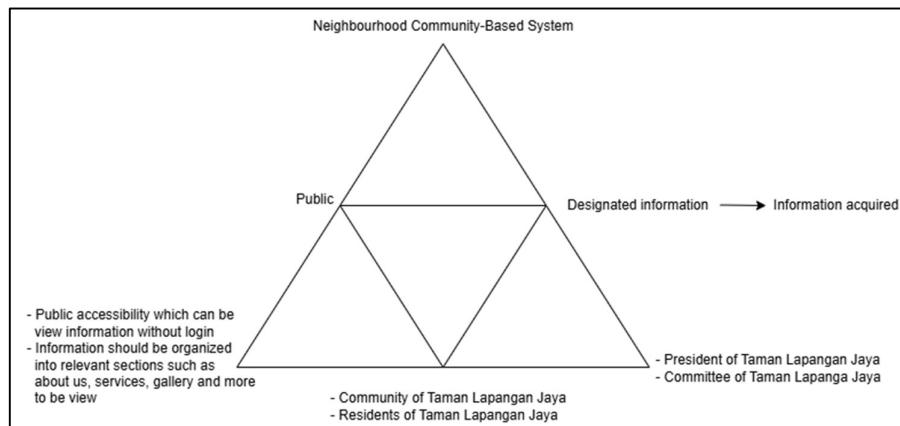 Neighbourhood Community-Based System
Public
Designated information
Information acquired
- Public accessibility which can be
view information without login
- Information should be organized
into relevant sections such as
about us, services, gallery and more
to be view
- Community of Taman Lapangan Jaya
- Residents of Taman Lapangan Jaya
- President of Taman Lapangan Jaya
- Committee of Taman Lapanga Jaya